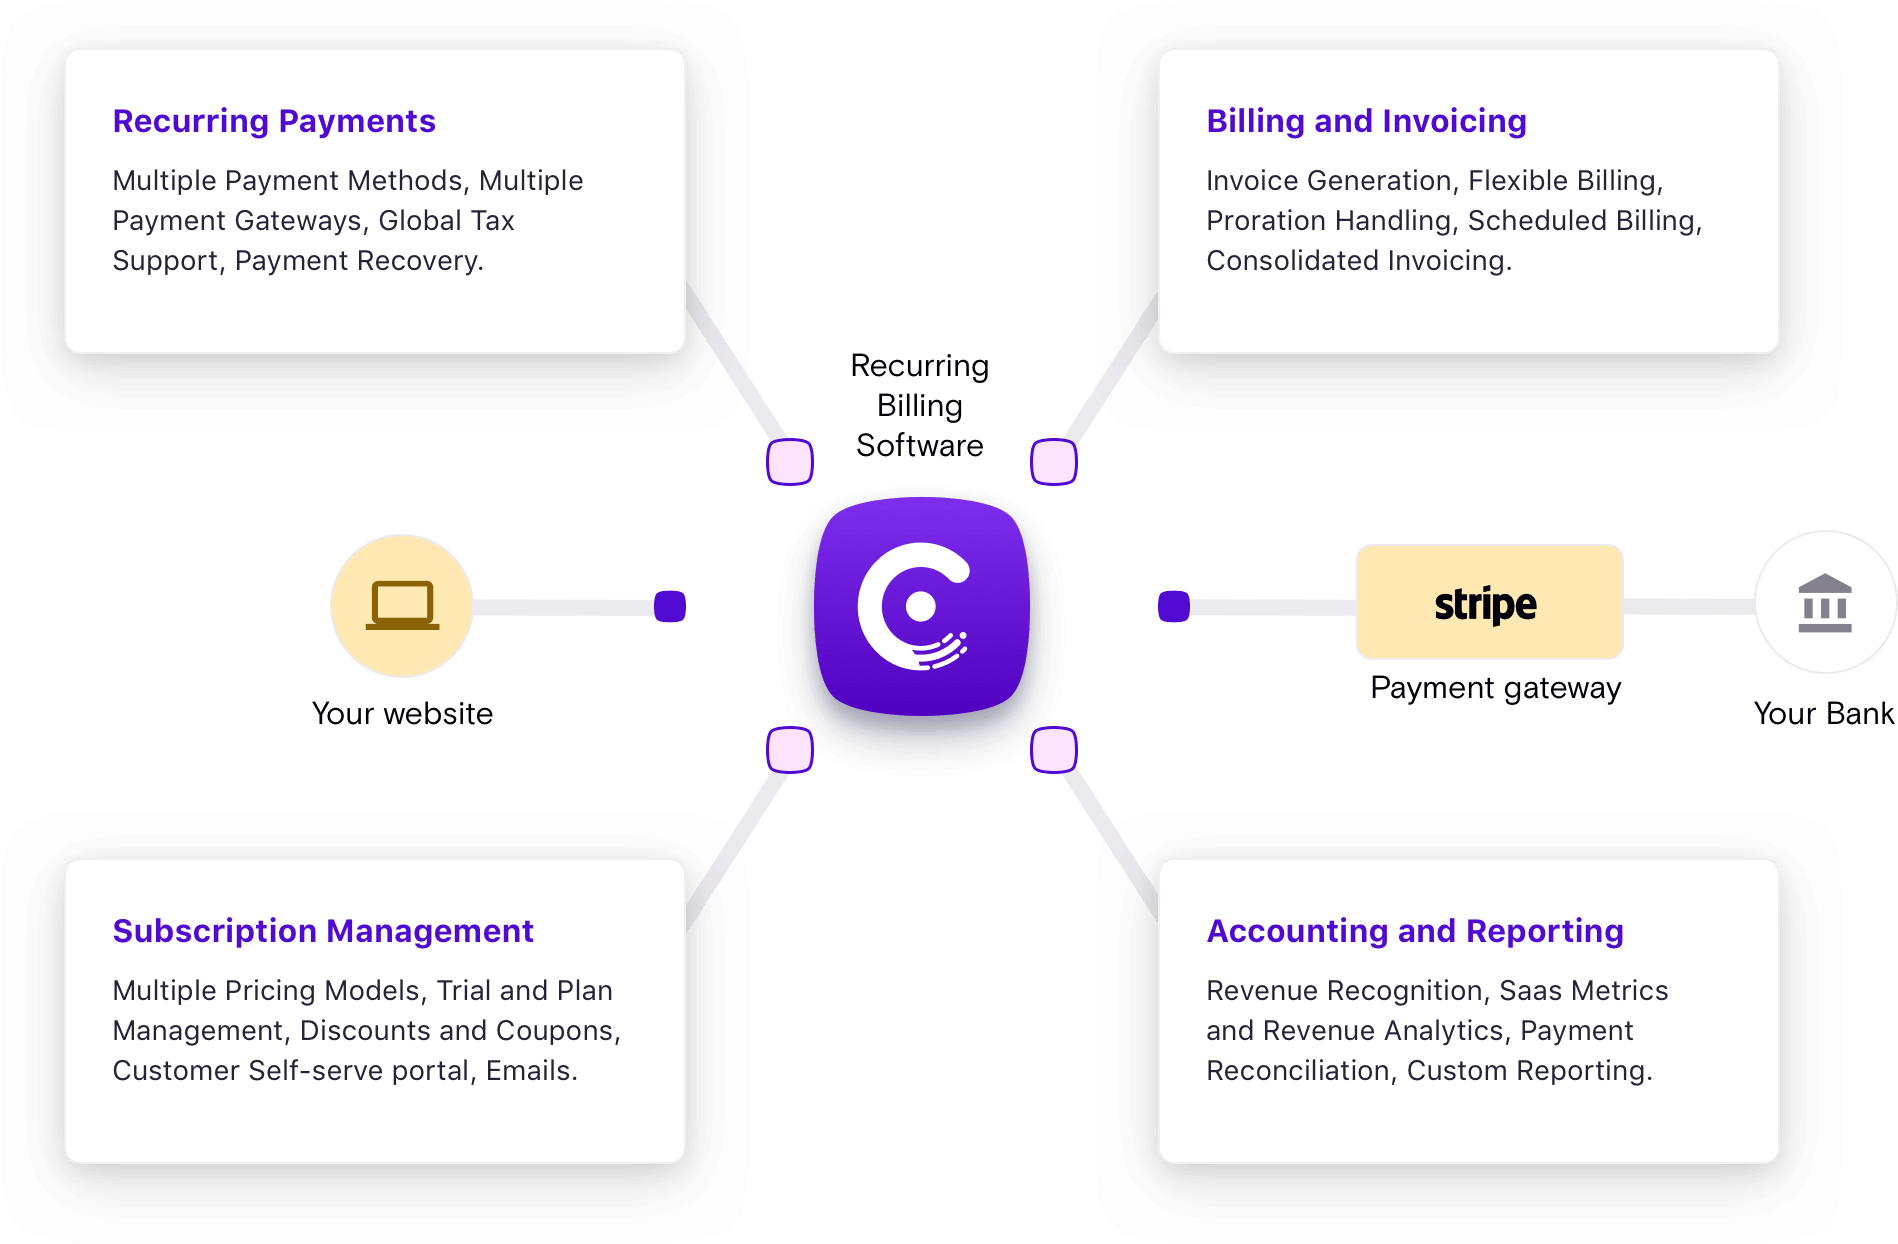 Recurring Payments
Multiple Payment Methods, Multiple
Payment Gateways, Global Tax
Support, Payment Recovery.
Billing and Invoicing
Invoice Generation, Flexible Billing,
Proration Handling, Scheduled Billing,
Consolidated Invoicing.
Recurring
Billing
Software
Your website
stripe
Payment gateway
Your Bank
Subscription Management
Multiple Pricing Models, Trial and Plan
Management, Discounts and Coupons,
Customer Self-serve portal, Emails.
Accounting and Reporting
Revenue Recognition, Saas Metrics
and Revenue Analytics, Payment
Reconciliation, Custom Reporting.